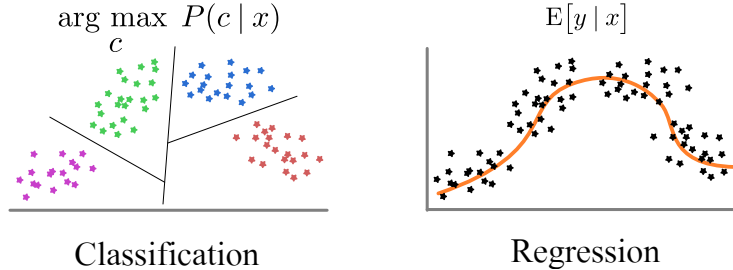 arg max P(c | x)
c
E[y | x]
Classification
Regression